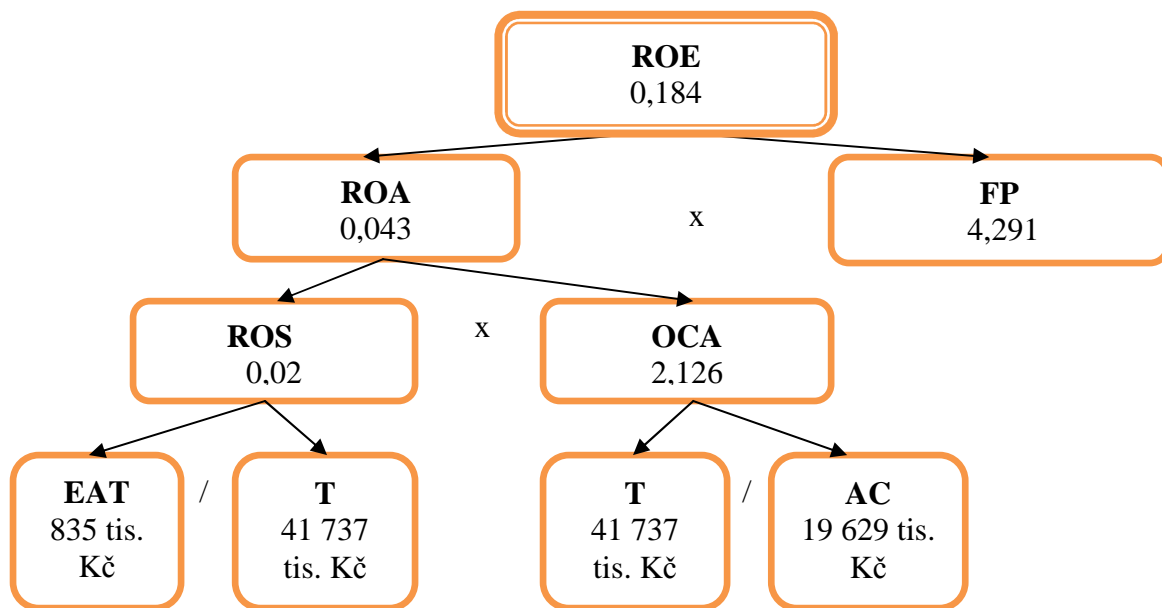 ROE
0,184
ROA
0,043
x
FP
4,291
ROS
0,02
x
OCA
2,126
EAT
835 tis.
Kč
/
T
41 737
tis. Kč
T
41 737
tis. Kč
/
AC
19 629 tis.
Kč